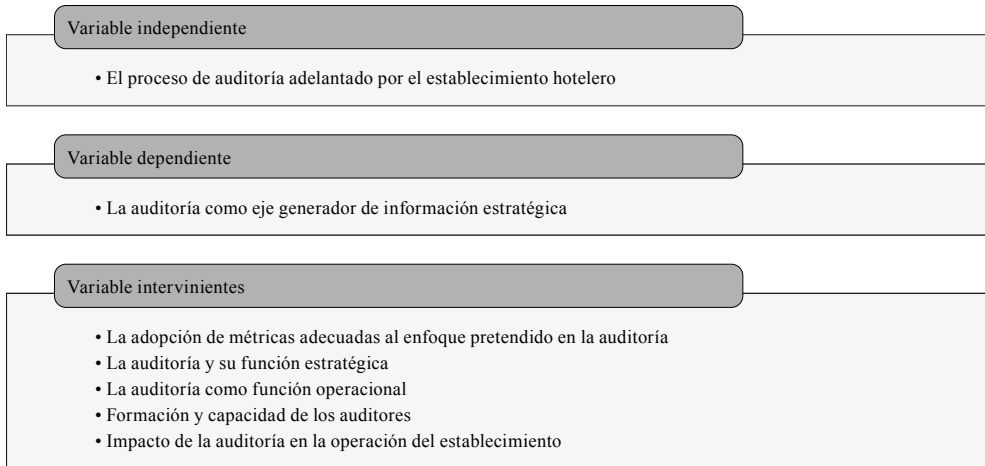 Variable independiente
• El proceso de auditoría adelantado por el establecimiento hotelero
Variable dependiente
• La auditoría como eje generador de información estratégica
Variable intervinientes
• La adopción de métricas adecuadas al enfoque pretendido en la auditoría
• La auditoría y su función estratégica
• La auditoría como función operacional
• Formación y capacidad de los auditores
• Impacto de la auditoría en la operación del establecimiento